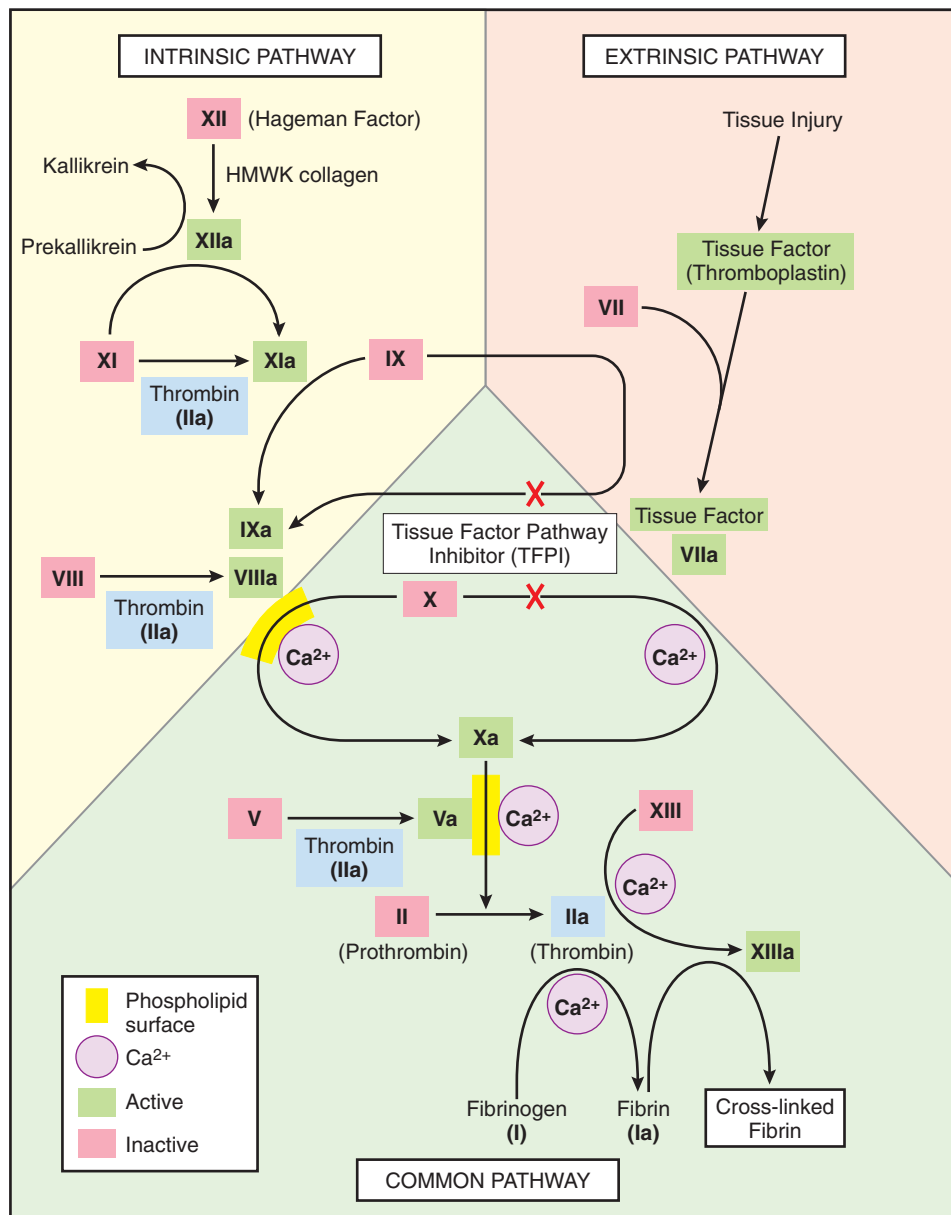 INTRINSIC PATHWAY
XII (Hageman Factor)
HMWK collagen
Kallikrein
Prekallikrein
XIIa
XI
XIa
Thrombin
(IIa)
IX
IXa
VIII
VIIIa
Thrombin
(IIa)
EXTRINSIC PATHWAY
Tissue Injury
Tissue Factor
(Thromboplastin)
VII
Tissue Factor
VIIa
X
Tissue Factor Pathway
Inhibitor (TFPI)
X
X
Ca2+
Ca2+
Xa
V
Va
Ca2+
Thrombin
(IIa)
XIII
Ca2+
II
(Prothrombin)
IIa
(Thrombin)
XIIIa
Ca2+
Fibrinogen
(I)
Fibrin
(Ia)
Cross-linked
Fibrin
Phospholipid
surface
Ca2+
Active
Inactive
COMMON PATHWAY